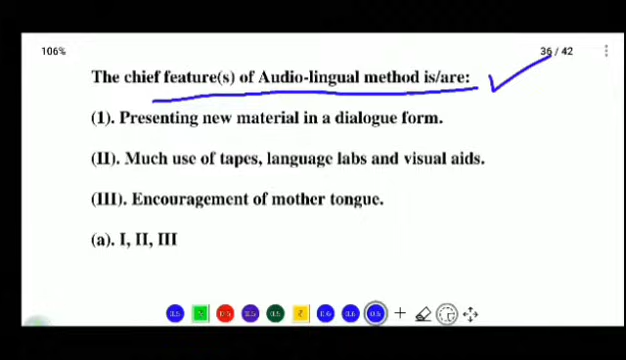 106%
36 / 42
The chief feature(s) of Audio-lingual method is/are:
(1). Presenting new material in a dialogue form.
(II). Much use of tapes, language labs and visual aids.
(III). Encouragement of mother tongue.
(a). I, II, III